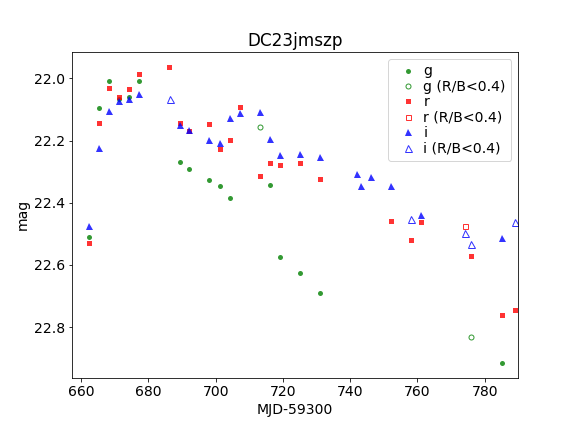 DC23jmszp
g
g (R/B<0.4)
r
r (R/B<0.4)
i
i (R/B<0.4)
22.0
22.2
22.4
22.6
22.8
mag
660 680 700 720 740 760 780
MJD-59300